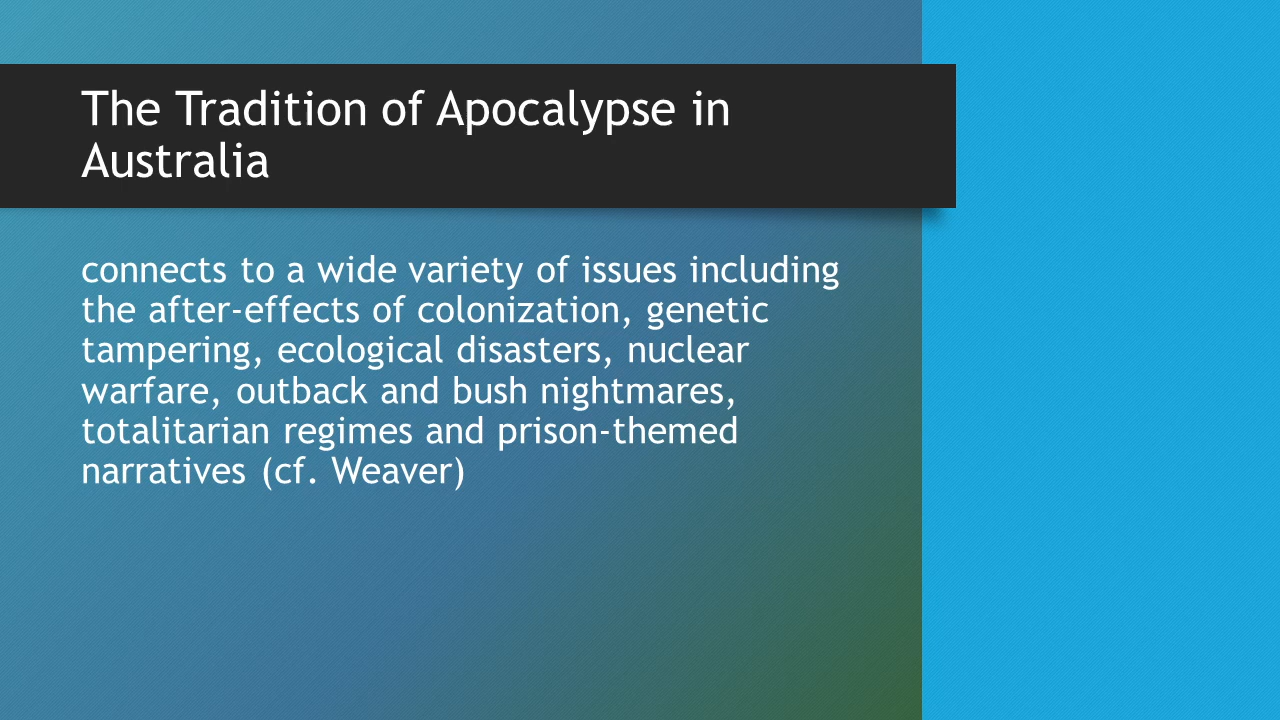 The Tradition of Apocalypse in
Australia
connects to a wide variety of issues including
the after-effects of colonization, genetic
tampering, ecological disasters, nuclear
warfare, outback and bush nightmares,
totalitarian regimes and prison-themed
narratives (cf. Weaver)